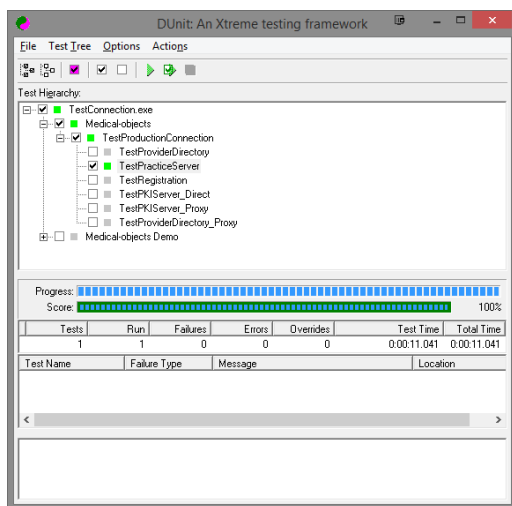 DUnit: An Xtreme testing framework
File Test Tree Options Actions
Test Hierarchy:
TestConnection.exe
Medical-objects
TestProductionConnection
TestProviderDirectory
TestPracticeServer
TestRegistration
TestPKIServer_Direct
TestPKIServer_Proxy
TestProviderDirectory_Proxy
Medical-objects Demo
Progress:
Score: 100%
Tests Run Failures Errors Overrides Test Time Total Time
1 1 0 0 0 0:00:11.041 0:00:11.041
Test Name Failure Type Message Location